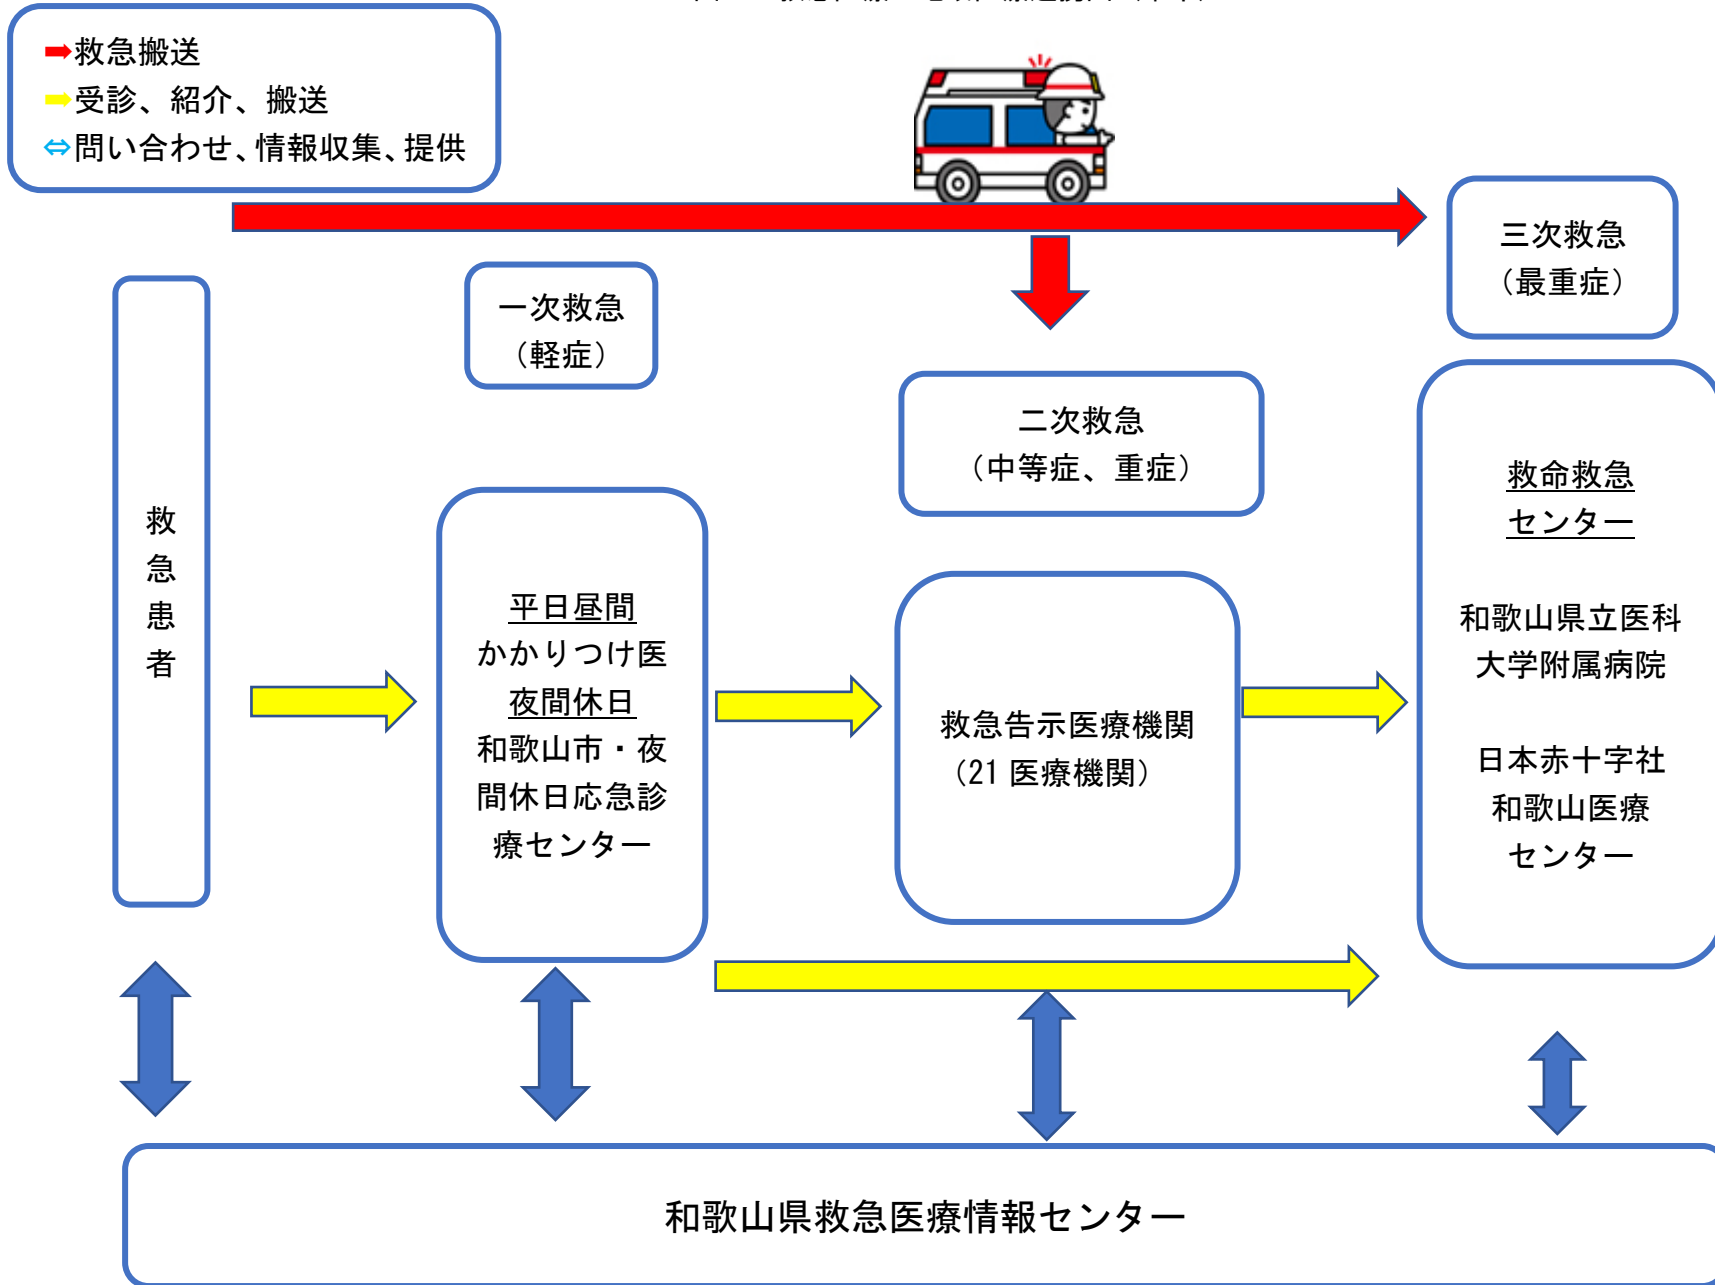 ➡救急搬送
➡受診、紹介、搬送
⇔問い合わせ、情報収集、提供
三次救急
（最重症）
一次救急
（軽症）
二次救急
（中等症、重症）
救急患者
平日昼間
かかりつけ医
夜間休日
和歌山市・夜
間休日応急診
療センター
救急告示医療機関
（21 医療機関）
救命救急
センター
和歌山県立医科
大学附属病院
日本赤十字社
和歌山医療
センター
和歌山県救急医療情報センター